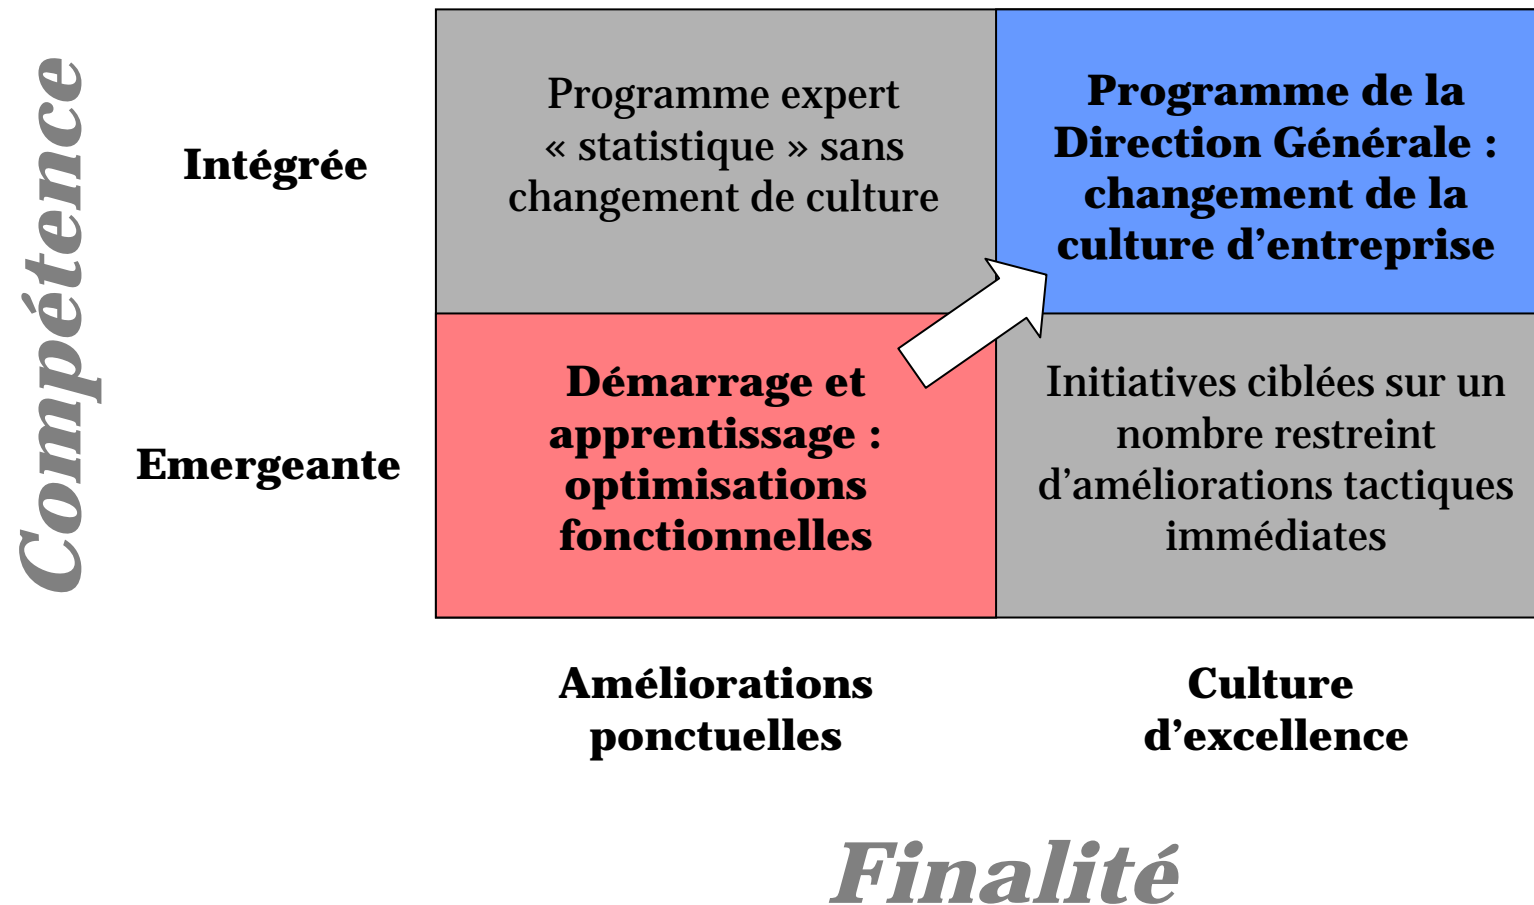 Compétence
Intégrée
Programme expert
« statistique » sans
changement de culture
Programme de la
Direction Générale :
changement de la
culture d’entreprise
Emergeante
Démarrage et
apprentissage :
optimisations
fonctionnelles
Initiatives ciblées sur un
nombre restreint
d’améliorations tactiques
immédiates
Améliorations
ponctuelles
Culture
d’excellence
Finalité